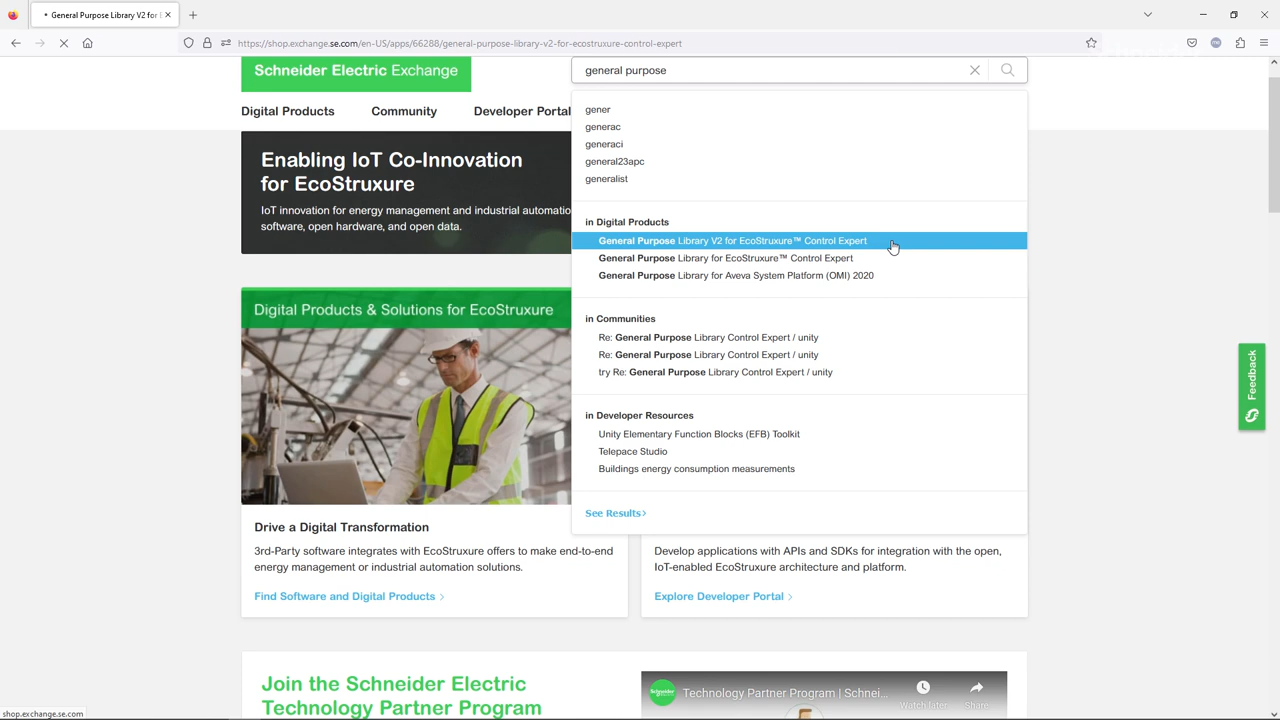 General Purpose Library V2 for E
https://shop.exchange.se.com/en-US/apps/66288/general-purpose-library-v2-for-ecostruxure-control-expert
Schneider Electric Exchange
general purpose
Digital Products
Community
Developer Portal
gener
generac
generaci
general23apc
generalist
in Digital Products
General Purpose Library V2 for EcoStruxure™ Control Expert
General Purpose Library for EcoStruxure™ Control Expert
General Purpose Library for Aveva System Platform (OMI) 2020
in Communities
Re: General Purpose Library Control Expert / unity
Re: General Purpose Library Control Expert / unity
try Re: General Purpose Library Control Expert / unity
in Developer Resources
Unity Elementary Function Blocks (EFB) Toolkit
Telepace Studio
Buildings energy consumption measurements
See Results
Enabling IoT Co-Innovation
for EcoStruxure
IoT innovation for energy management and industrial automatio
software, open hardware, and open data.
Digital Products & Solutions for EcoStruxure
Feedback
Drive a Digital Transformation
3rd-Party software integrates with EcoStruxure offers to make end-to-end
energy management or industrial automation solutions.
Find Software and Digital Products
Develop applications with APIs and SDKs for integration with the open,
IoT-enabled EcoStruxure architecture and platform.
Explore Developer Portal
Join the Schneider Electric
Technology Partner Program
Technology Partner Program | Schnei...
Watch later
Share
shop.exchange.se.com